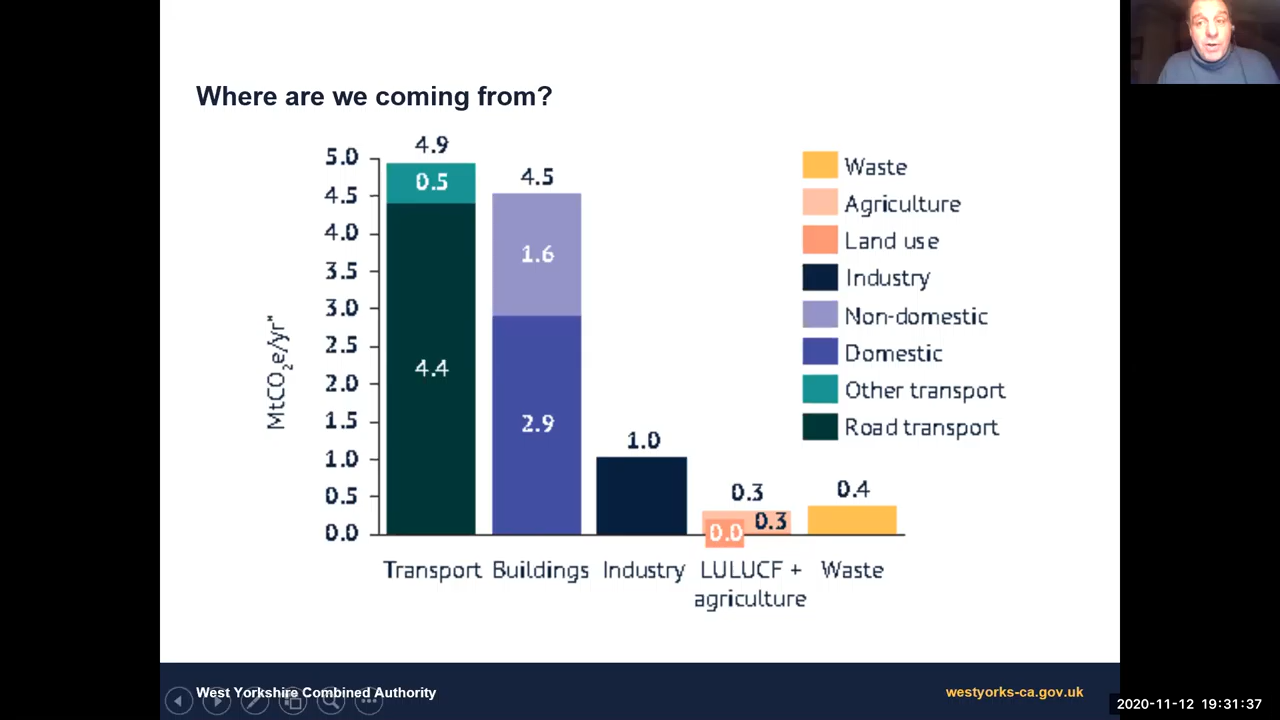 Where are we coming from?
4.9
5.0
0.5
4.5
4.5
4.0
1.6
3.5
3.0
2.5
4.4
2.0
2.9
1.5
1.0
1.0
0.5
0.3
0.4
0.3
0.0
0.0
MtCO2e/yr"
Transport
Buildings
Industry
LULUCF +
agriculture
Waste
Waste
Agriculture
Land use
Industry
Non-domestic
Domestic
Other transport
Road transport
West Yorkshire Combined Authority
westyorks-ca.gov.uk
2020-11-12 19:31:37